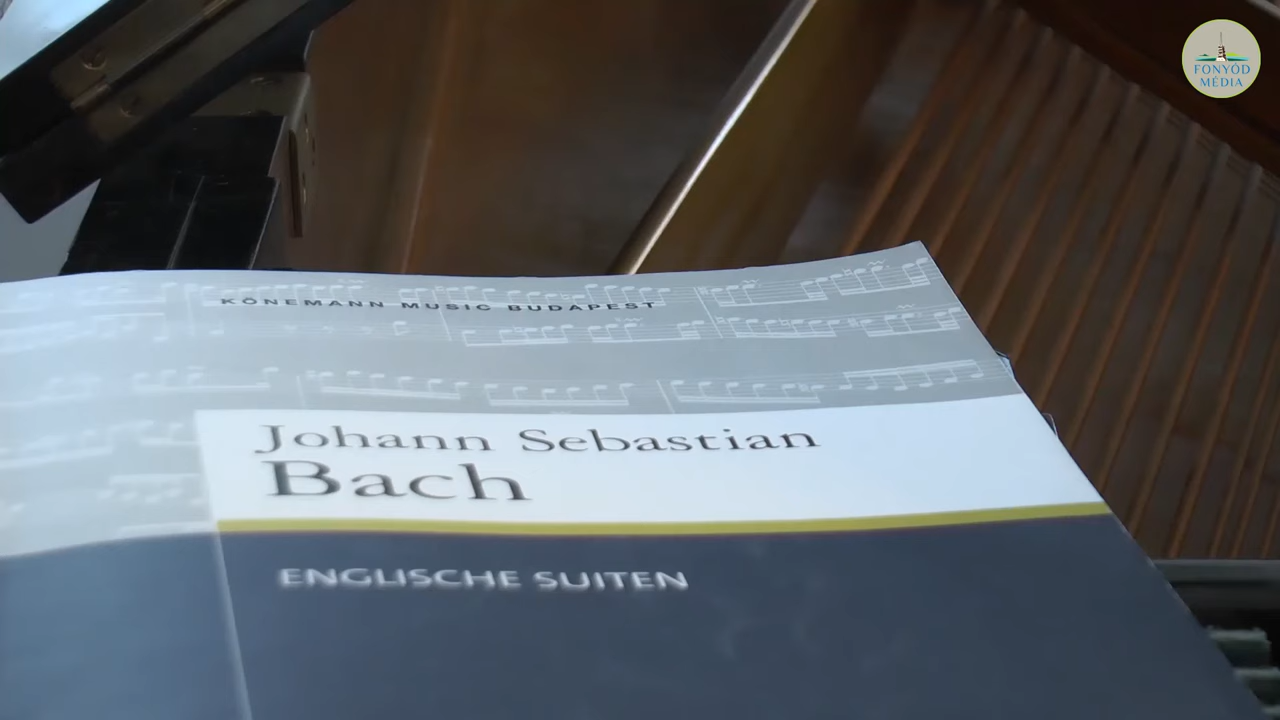 FONYÓD
MÉDIA
KÖNEMANN MUSIC BUDAPEST
Johann Sebastian
Bach
ENGLISCHE SUITEN